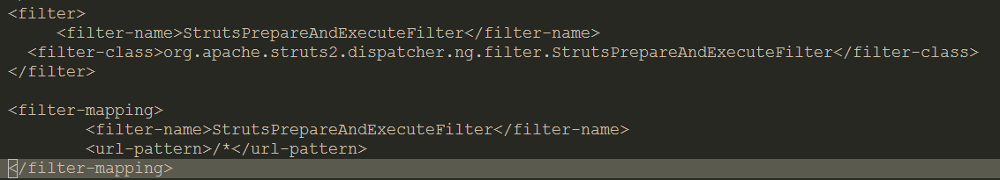 <filter>
<filter-name>StrutsPrepareAndExecuteFilter</filter-name>
<filter-class>org.apache.struts2.dispatcher.ng.filter.StrutsPrepareAndExecuteFilter</filter-class>
</filter>
<filter-mapping>
<filter-name>StrutsPrepareAndExecuteFilter</filter-name>
<url-pattern>/*</url-pattern>
</filter-mapping>